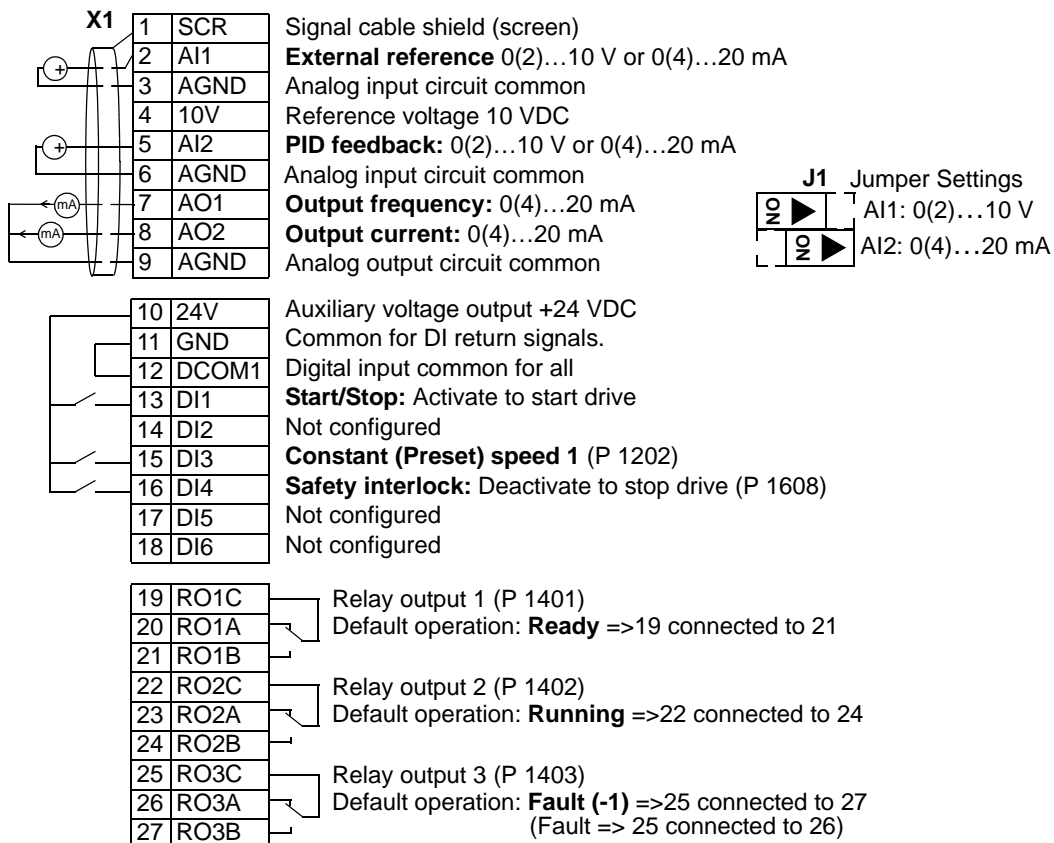 X1
1 SCR Signal cable shield (screen)
2 AI1 External reference 0(2)…10 V or 0(4)…20 mA
+
3 AGND Analog input circuit common
4 10V Reference voltage 10 VDC
5 AI2 PID feedback: 0(2)…10 V or 0(4)…20 mA
+
6 AGND Analog input circuit common
7 AO1 Output frequency: 0(4)…20 mA
mA
8 AO2 Output current: 0(4)…20 mA
mA
9 AGND Analog output circuit common
J1 Jumper Settings
ON AI1: 0(2)…10 V
ON AI2: 0(4)…20 mA
10 24V Auxiliary voltage output +24 VDC
11 GND Common for DI return signals.
12 DCOM1 Digital input common for all
13 DI1 Start/Stop: Activate to start drive
14 DI2 Not configured
15 DI3 Constant (Preset) speed 1 (P 1202)
16 DI4 Safety interlock: Deactivate to stop drive (P 1608)
17 DI5 Not configured
18 DI6 Not configured
19 RO1C Relay output 1 (P 1401)
20 RO1A Default operation: Ready =>19 connected to 21
21 RO1B
22 RO2C Relay output 2 (P 1402)
23 RO2A Default operation: Running =>22 connected to 24
24 RO2B
25 RO3C Relay output 3 (P 1403)
26 RO3A Default operation: Fault (-1) =>25 connected to 27
27 RO3B (Fault => 25 connected to 26)